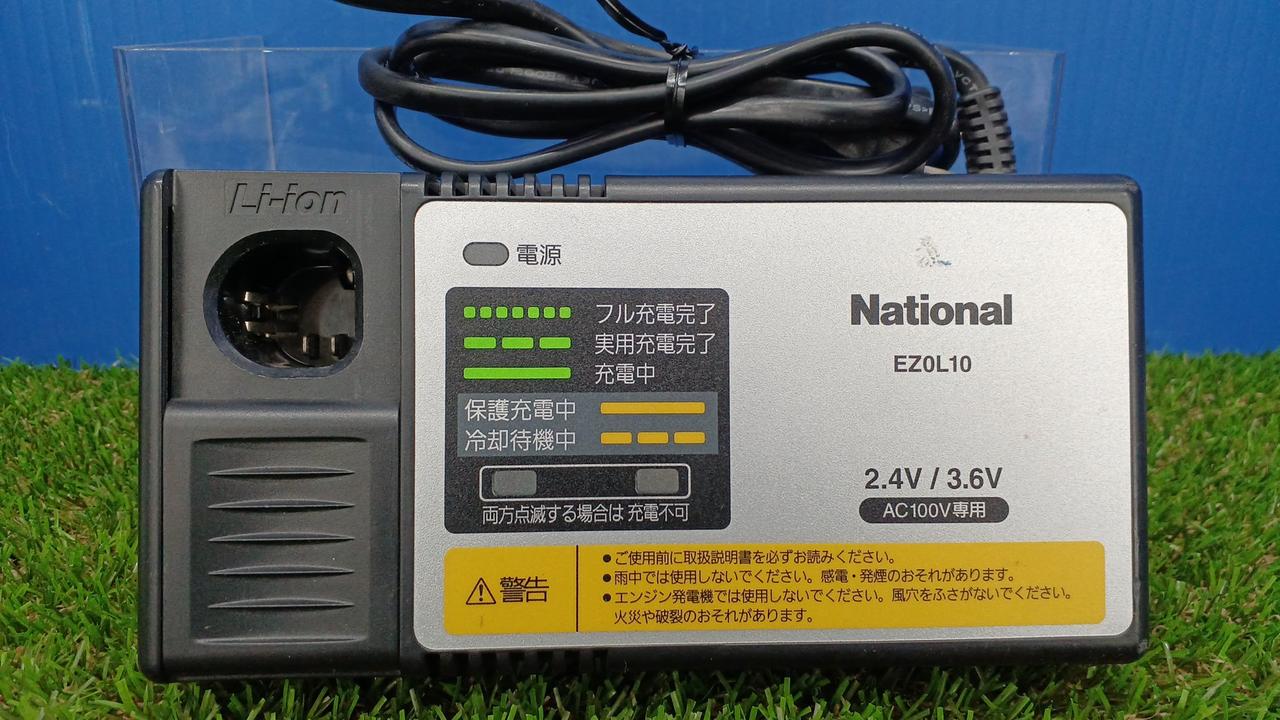 Li-ion
電源
フル充電完了
実用充電完了
充電中
保護充電中
冷却待機中
両方点滅する場合は 充電不可
National
EZ0L10
2.4V / 3.6V
AC100V専用
警告
●ご使用前に取扱説明書を必ずお読みください。
●雨中では使用しないでください。感電・発煙のおそれがあります。
●エンジン発電機では使用しないでください。風穴をふさがないでください。
火災や破裂のおそれがあります。